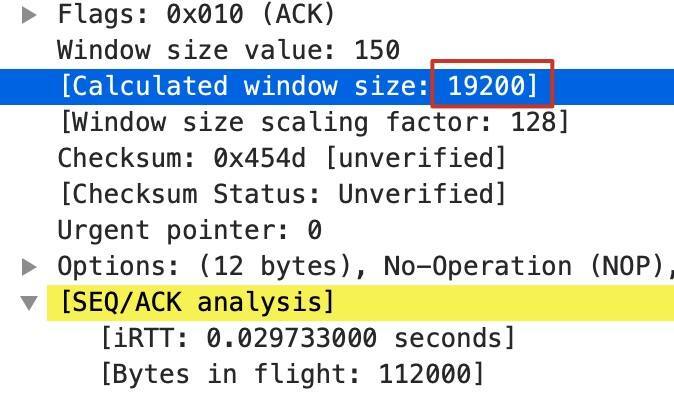 Flags: 0x010 (ACK)
Window size value: 150
[Calculated window size: 19200]
[Window size scaling factor: 128]
Checksum: 0x454d [unverified]
[Checksum Status: Unverified]
Urgent pointer: 0
Options: (12 bytes), No-Operation (NOP),
[SEQ/ACK analysis]
[iRTT: 0.029733000 seconds]
[Bytes in flight: 112000]